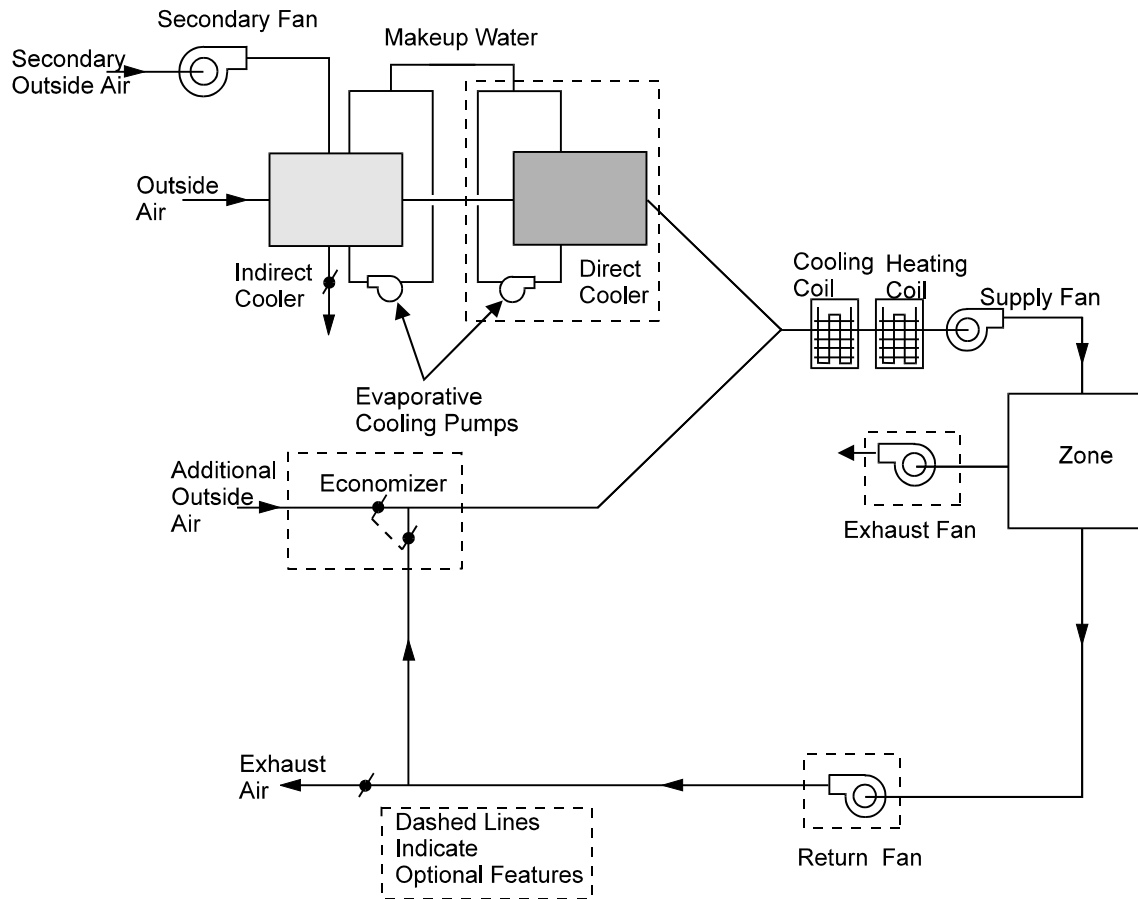 Secondary Fan
Makeup Water
Secondary
Outside Air
Outside
Air
Indirect
Cooler
Direct
Cooler
Cooling
Coil
Heating
Coil
Supply Fan
Evaporative
Cooling Pumps
Additional
Outside
Air
Economizer
Zone
Exhaust Fan
Exhaust
Air
Dashed Lines
Indicate
Optional Features
Return Fan